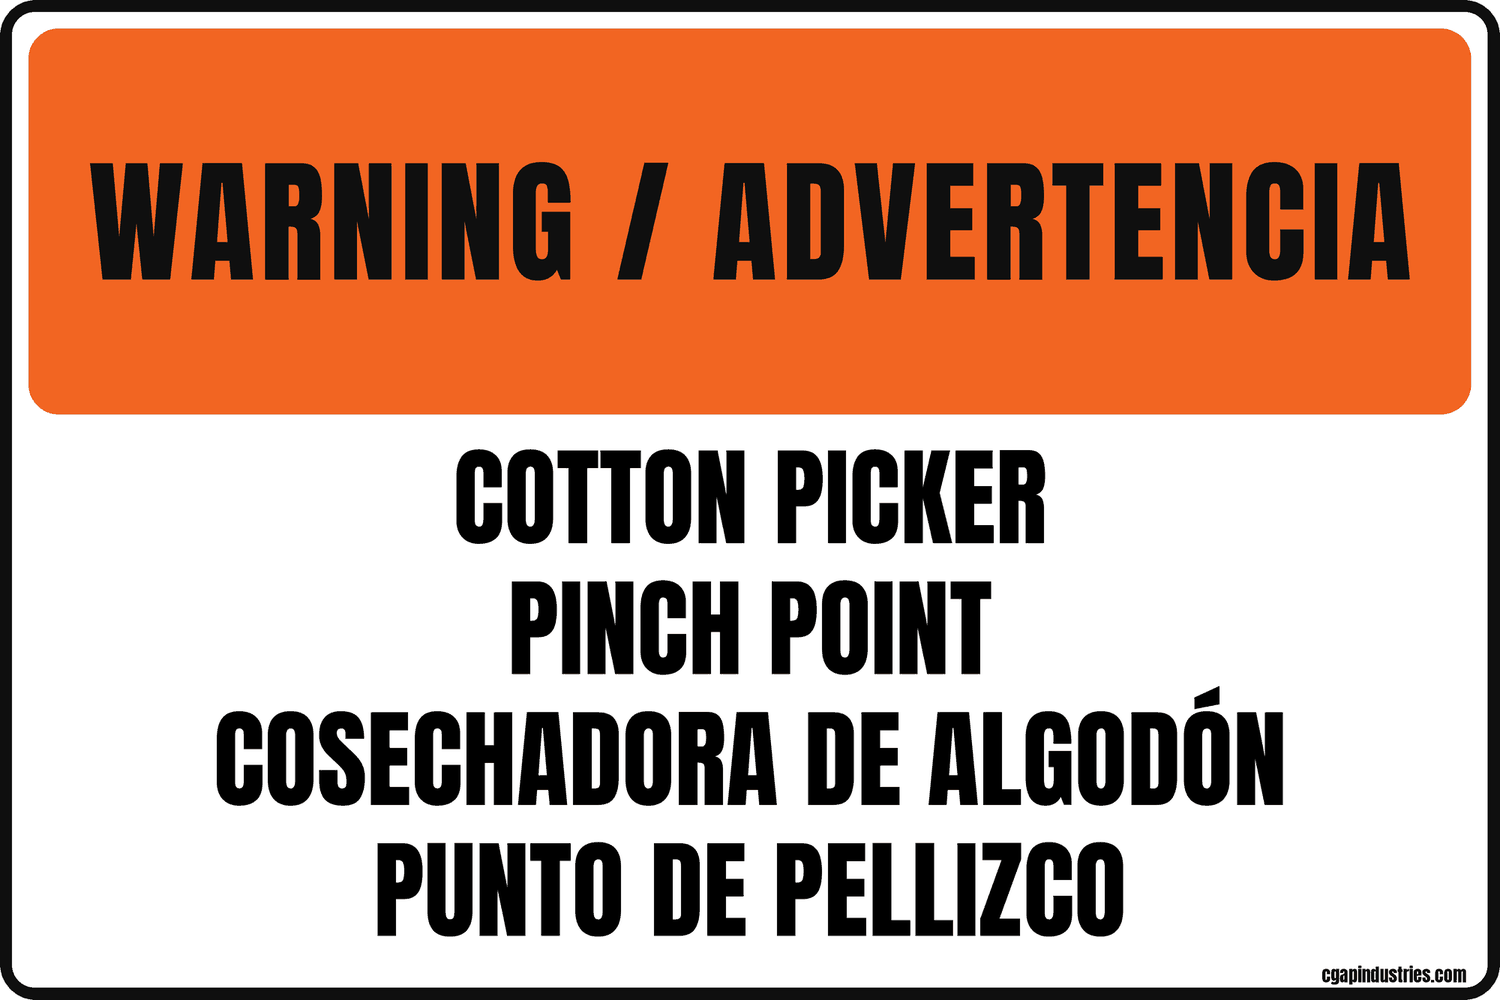 WARNING / ADVERTENCIA
COTTON PICKER
PINCH POINT
COSECHADORA DE ALGODÓN
PUNTO DE PELLIZCO
cgapindustries.com